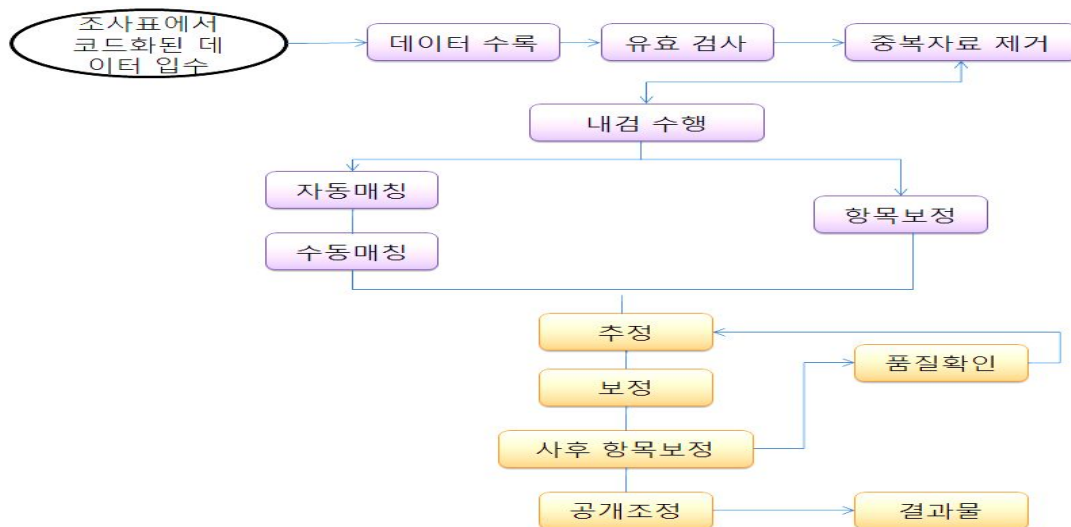 조사표에서
코드화된 데
이터 입수
데이터 수록
유효 검사
중복자료 제거
내검 수행
자동매칭
항목보정
수동매칭
추정
품질확인
보정
사후 항목보정
공개조정
결과물